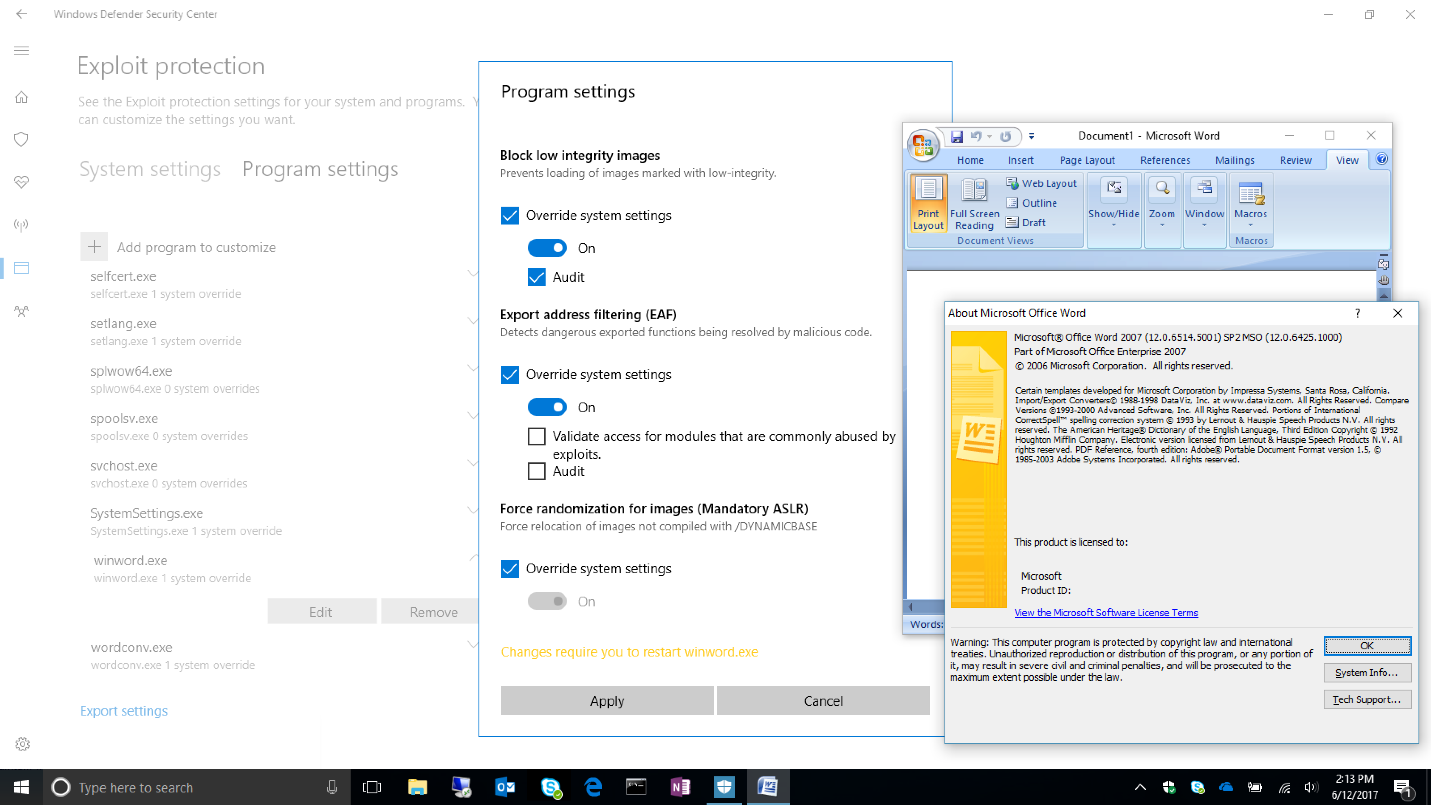 Windows Defender Security Center
Exploit protection
See the Exploit protection settings for your system and programs.
can customize the settings you want.
System settings Program settings
Add program to customize
selfcert.exe
selfcert.exe 1 system override
setlang.exe
setlang.exe 1 system override
splwow64.exe
splwow64.exe 0 system overrides
spoolsv.exe
spoolsv.exe 0 system overrides
svchost.exe
svchost.exe 0 system overrides
SystemSettings.exe
SystemSettings.exe 1 system override
winword.exe
winword.exe 1 system override
Edit Remove
wordconv.exe
wordconv.exe 1 system override
Export settings
Program settings
Block low integrity images
Prevents loading of images marked with low-integrity.
Override system settings
On
Audit
Export address filtering (EAF)
Detects dangerous exported functions being resolved by malicious code.
Override system settings
On
Validate access for modules that are commonly abused by
exploits.
Audit
Force randomization for images (Mandatory ASLR)
Force relocation of images not compiled with /DYNAMICBASE
Override system settings
On
Changes require you to restart winword.exe
Apply Cancel
Document1 - Microsoft Word
Home Insert Page Layout References Mailings Review View
Print
Layout
Full Screen
Reading
Web Layout
Outline
Draft
Show/Hide Zoom Window Macros
Document Views Macros
Words:
About Microsoft Office Word
Microsoft® Office Word 2007 (12.0.6514.5001) SP2 MSO (12.0.6425.1000)
Part of Microsoft Office Enterprise 2007
© 2006 Microsoft Corporation. All rights reserved.
Certain templates developed for Microsoft Corporation by Impressa Systems, Santa Rosa, California.
Import/Export Converters© 1988-1998 DataViz, Inc. at www.dataviz.com. All Rights Reserved. Compare
Versions ©1993-2000 Advanced Software, Inc. All Rights Reserved. Portions of International
CorrectSpell™ spelling correction system © 1993 by Lernout & Hauspie Speech Products N.V. All rights
reserved. The American Heritage® Dictionary of the English Language, Third Edition Copyright © 1992
Houghton Mifflin Company. Electronic version licensed from Lernout & Hauspie Speech Products N.V. All
rights reserved. PDF Reference, fourth edition: Adobe® Portable Document Format version 1.5, ©
1985-2003 Adobe Systems Incorporated. All rights reserved.
This product is licensed to:
Microsoft
Product ID:
View the Microsoft Software License Terms
Warning: This computer program is protected by copyright law and international
treaties. Unauthorized reproduction or distribution of this program, or any portion of
it, may result in severe civil and criminal penalties, and will be prosecuted to the
maximum extent possible under the law.
OK
System Info...
Tech Support...
Type here to search
2:13 PM
6/12/2017
1